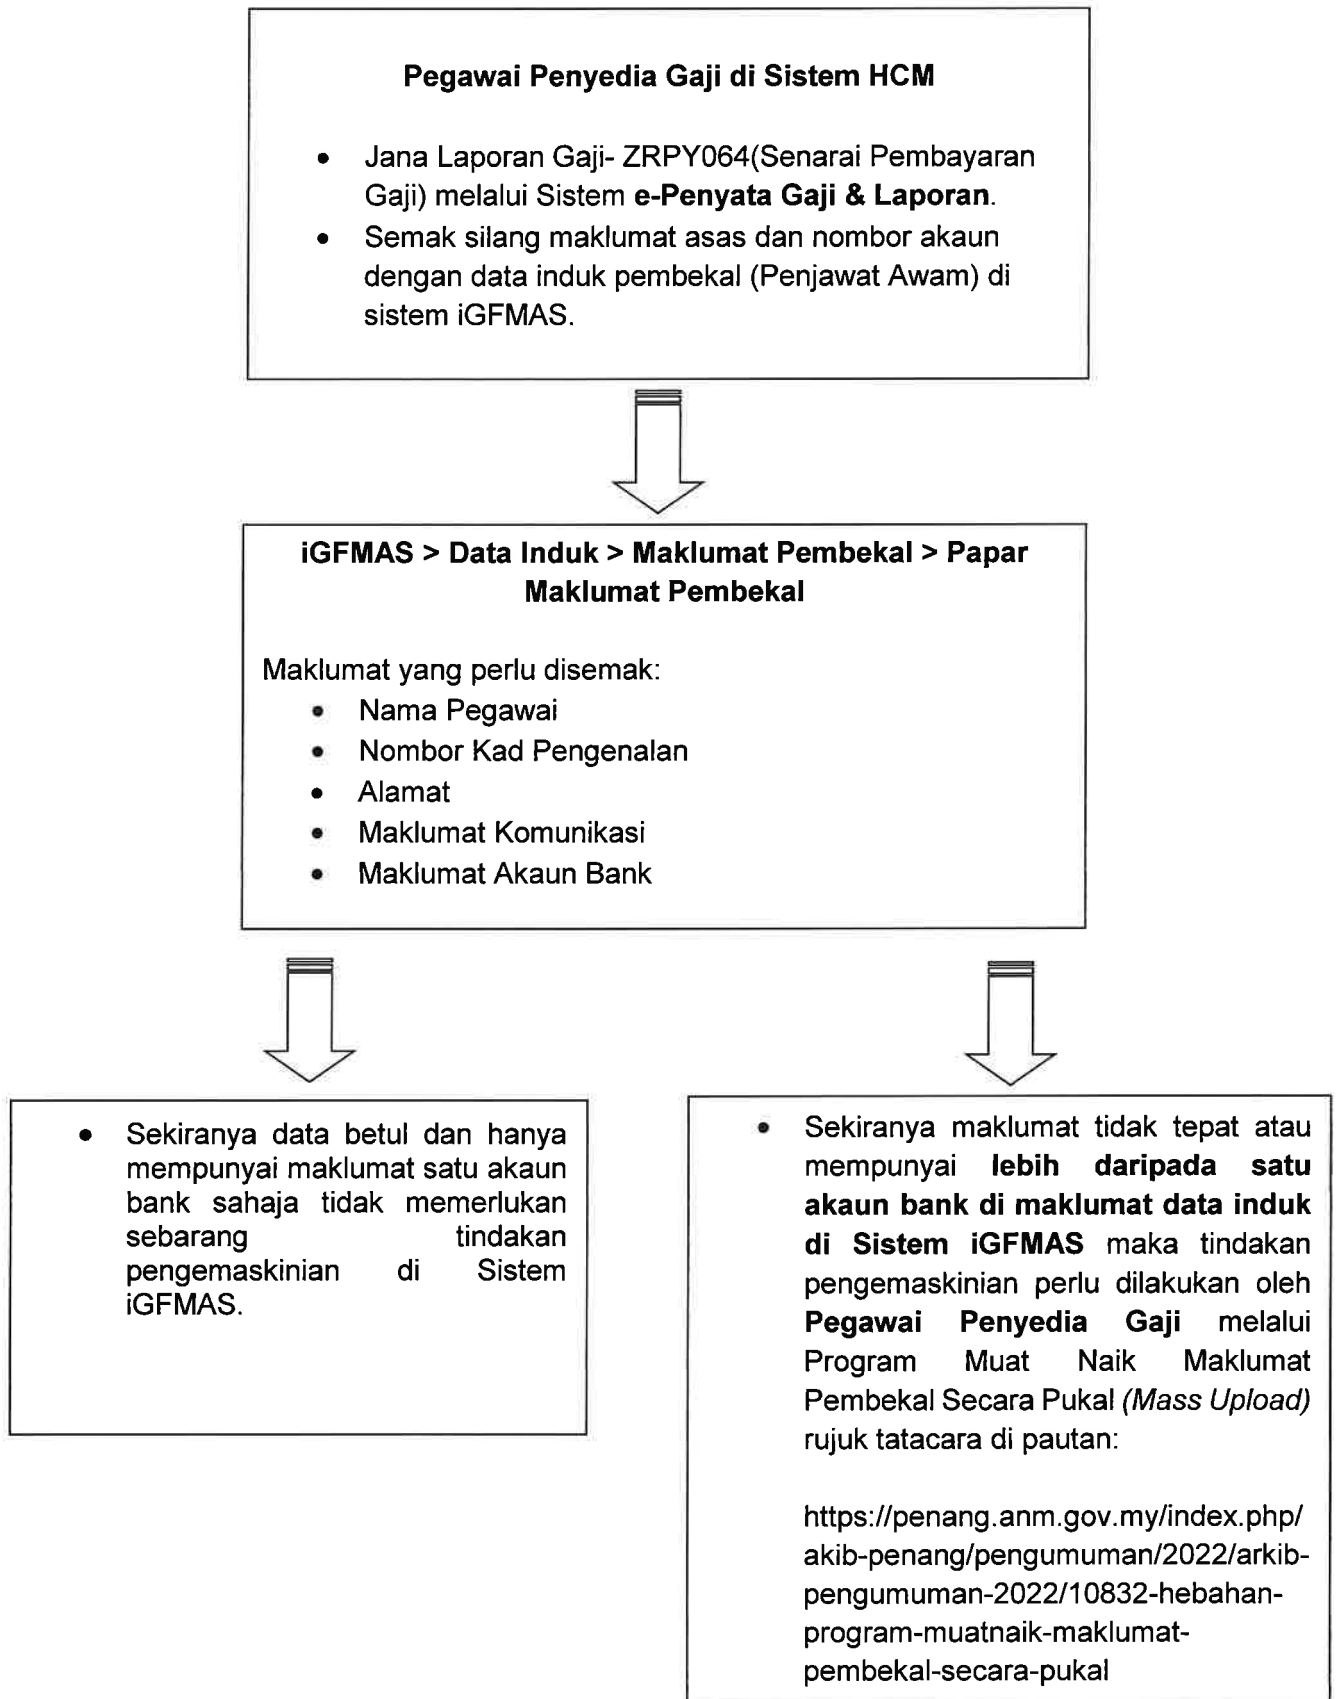 Pegawai Penyedia Gaji di Sistem HCM
• Jana Laporan Gaji- ZRPY064(Senarai Pembayaran
Gaji) melalui Sistem e-Penyata Gaji & Laporan.
• Semak silang maklumat asas dan nombor akaun
dengan data induk pembekal (Penjawat Awam) di
sistem iGFMAS.
iGFMAS > Data Induk > Maklumat Pembekal > Papar
Maklumat Pembekal
Maklumat yang perlu disemak:
• Nama Pegawai
• Nombor Kad Pengenalan
• Alamat
• Maklumat Komunikasi
• Maklumat Akaun Bank
• Sekiranya data betul dan hanya
mempunyai maklumat satu akaun
bank sahaja tidak memerlukan
sebarang tindakan
pengemaskinian di Sistem
iGFMAS.
• Sekiranya maklumat tidak tepat atau
mempunyai lebih daripada satu
akaun bank di maklumat data induk
di Sistem iGFMAS maka tindakan
pengemaskinian perlu dilakukan oleh
Pegawai Penyedia Gaji melalui
Program Muat Naik Maklumat
Pembekal Secara Pukal (Mass Upload)
rujuk tatacara di pautan:
https://penang.anm.gov.my/index.php/
akib-penang/pengumuman/2022/arkib-
pengumuman-2022/10832-hebahan-
program-muatnaik-maklumat-
pembekal-secara-pukal